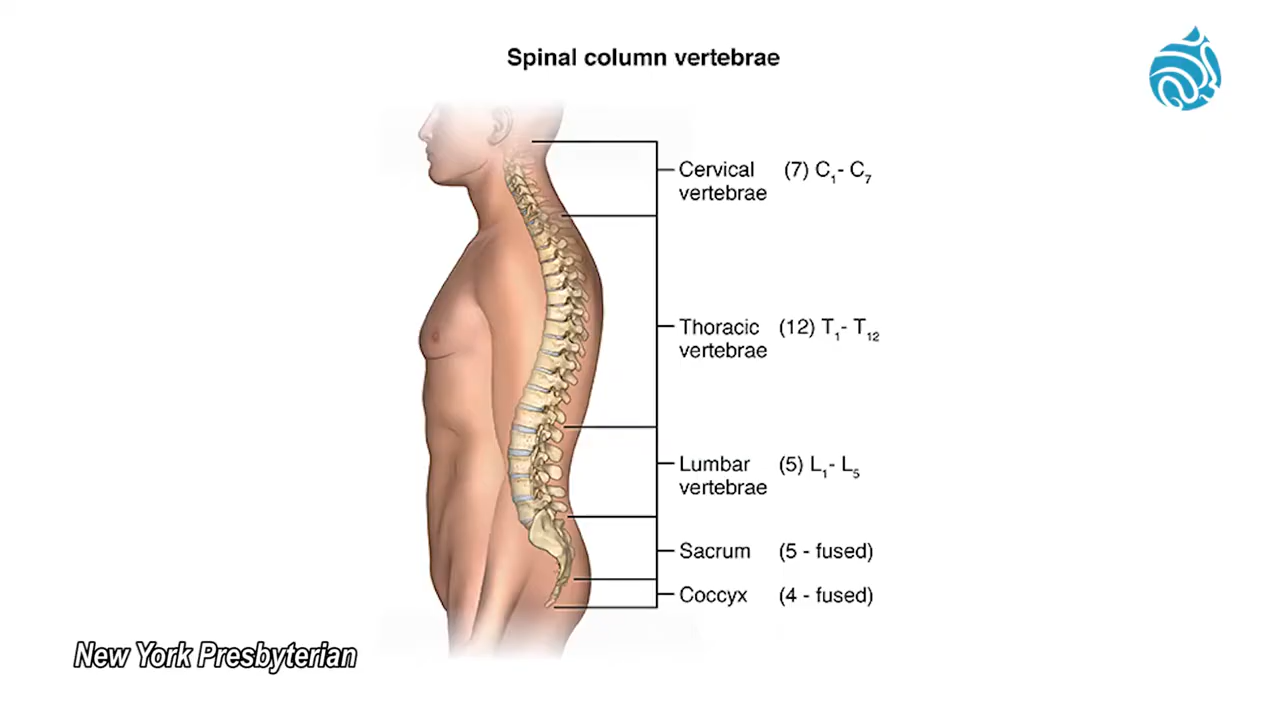 Spinal column vertebrae
Cervical (7) C1- C7
vertebrae
Thoracic (12) T1- T12
vertebrae
Lumbar (5) L1- L5
vertebrae
Sacrum (5 - fused)
Coccyx (4 - fused)
New York Presbyterian